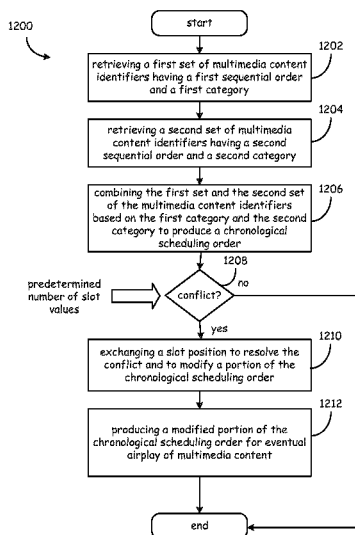 1200
start
1202
retrieving a first set of multimedia content
identifiers having a first sequential order
and a first category
1204
retrieving a second set of multimedia
content identifiers having a second
sequential order and a second category
1206
combining the first set and the second set
of the multimedia content identifiers
based on the first category and the second
category to produce a chronological
scheduling order
1208
predetermined
number of slot
values
conflict?
no
yes
1210
exchanging a slot position to resolve the
conflict and to modify a portion of the
chronological scheduling order
1212
producing a modified portion of the
chronological scheduling order for eventual
airplay of multimedia content
end